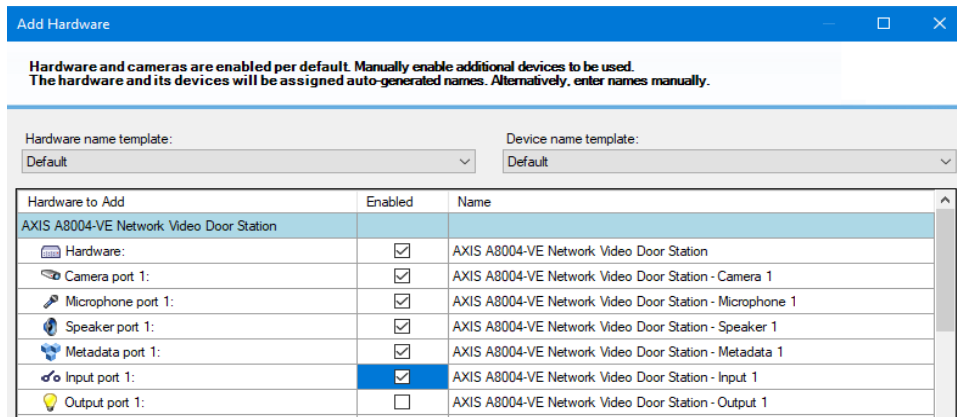 Add Hardware
Hardware and cameras are enabled per default. Manually enable additional devices to be used.
The hardware and its devices will be assigned auto-generated names. Alternatively, enter names manually.
Hardware name template: Device name template:
Default Default
Hardware to Add Enabled Name
AXIS A8004-VE Network Video Door Station
Hardware: AXIS A8004-VE Network Video Door Station
Camera port 1: AXIS A8004-VE Network Video Door Station - Camera 1
Microphone port 1: AXIS A8004-VE Network Video Door Station - Microphone 1
Speaker port 1: AXIS A8004-VE Network Video Door Station - Speaker 1
Metadata port 1: AXIS A8004-VE Network Video Door Station - Metadata 1
Input port 1: AXIS A8004-VE Network Video Door Station - Input 1
Output port 1: AXIS A8004-VE Network Video Door Station - Output 1